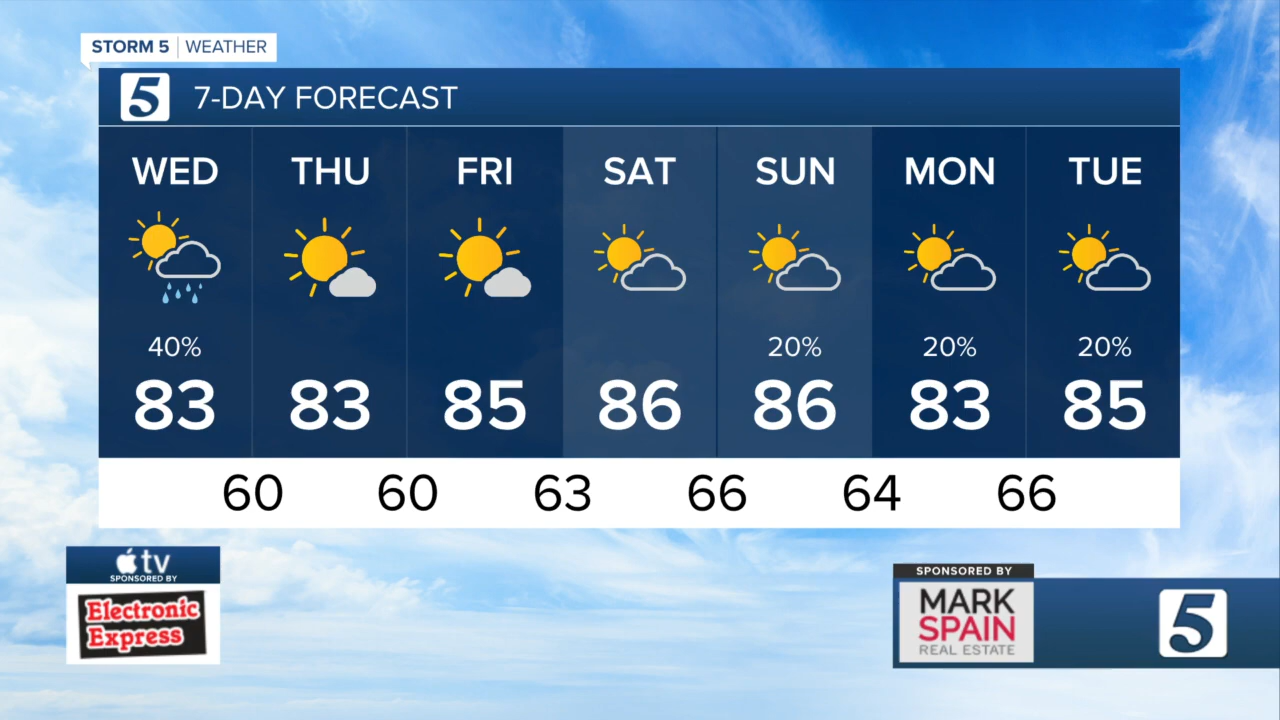 STORM 5 | WEATHER
5 7-DAY FORECAST
WED THU FRI SAT SUN MON TUE
40% 20% 20% 20%
83 83 85 86 86 83 85
60 60 63 66 64 66
tv
SPONSORED BY
Electronic
Express
SPONSORED BY
MARK
SPAIN
REAL ESTATE
5